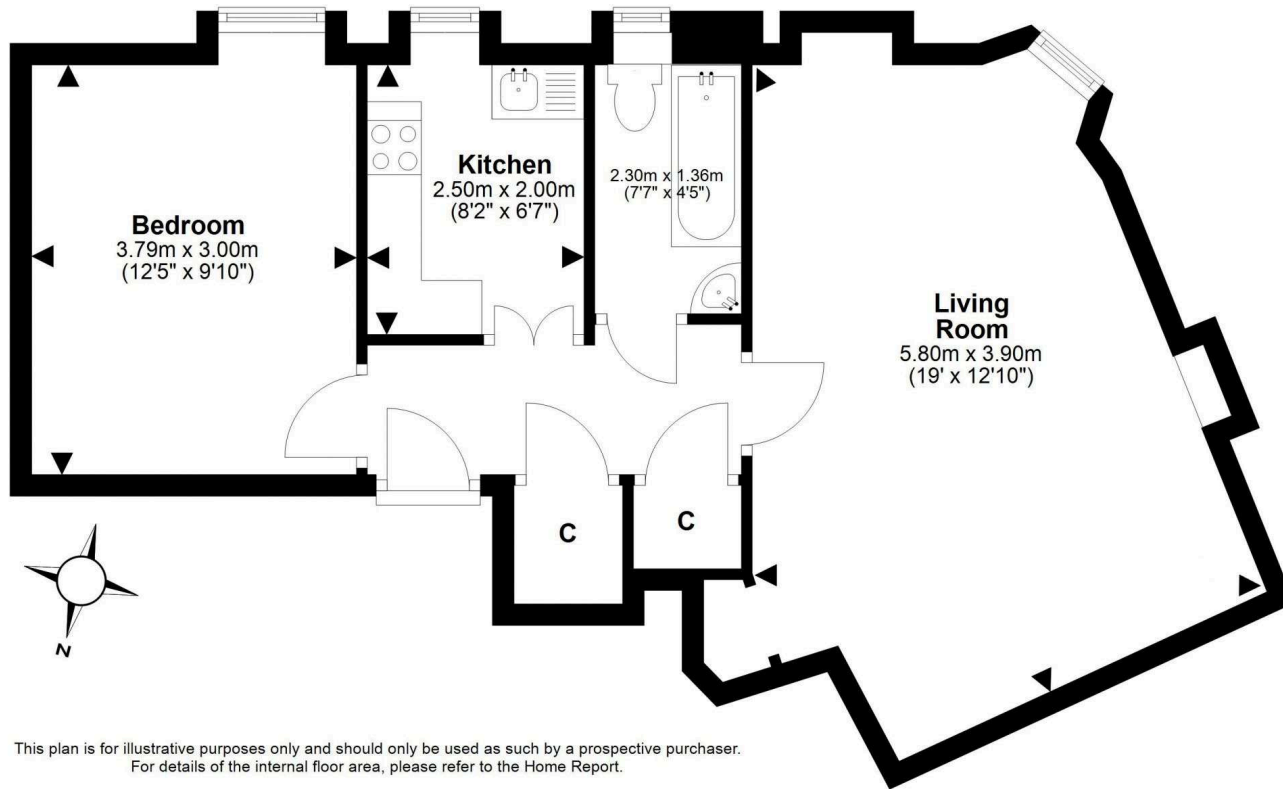 Bedroom
3.79m x 3.00m
(12'5" x 9'10")
Kitchen
2.50m x 2.00m
(8'2" x 6'7")
2.30m x 1.36m
(7'7" x 4'5")
Living
Room
5.80m x 3.90m
(19' x 12'10")
C
C
N
This plan is for illustrative purposes only and should only be used as such by a prospective purchaser.
For details of the internal floor area, please refer to the Home Report.